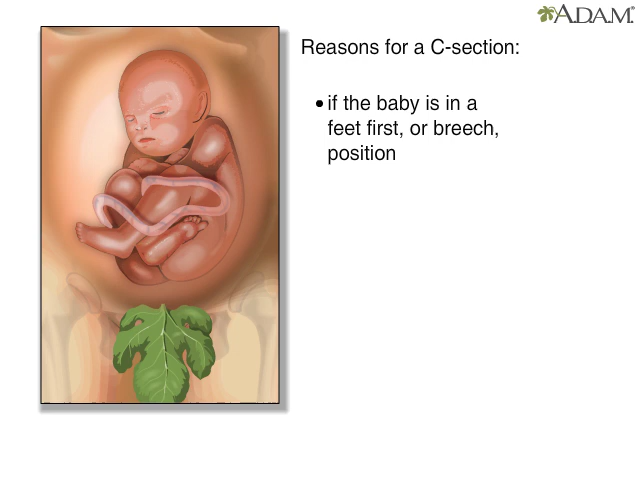 A.D.A.M.
Reasons for a C-section:
• if the baby is in a
feet first, or breech,
position